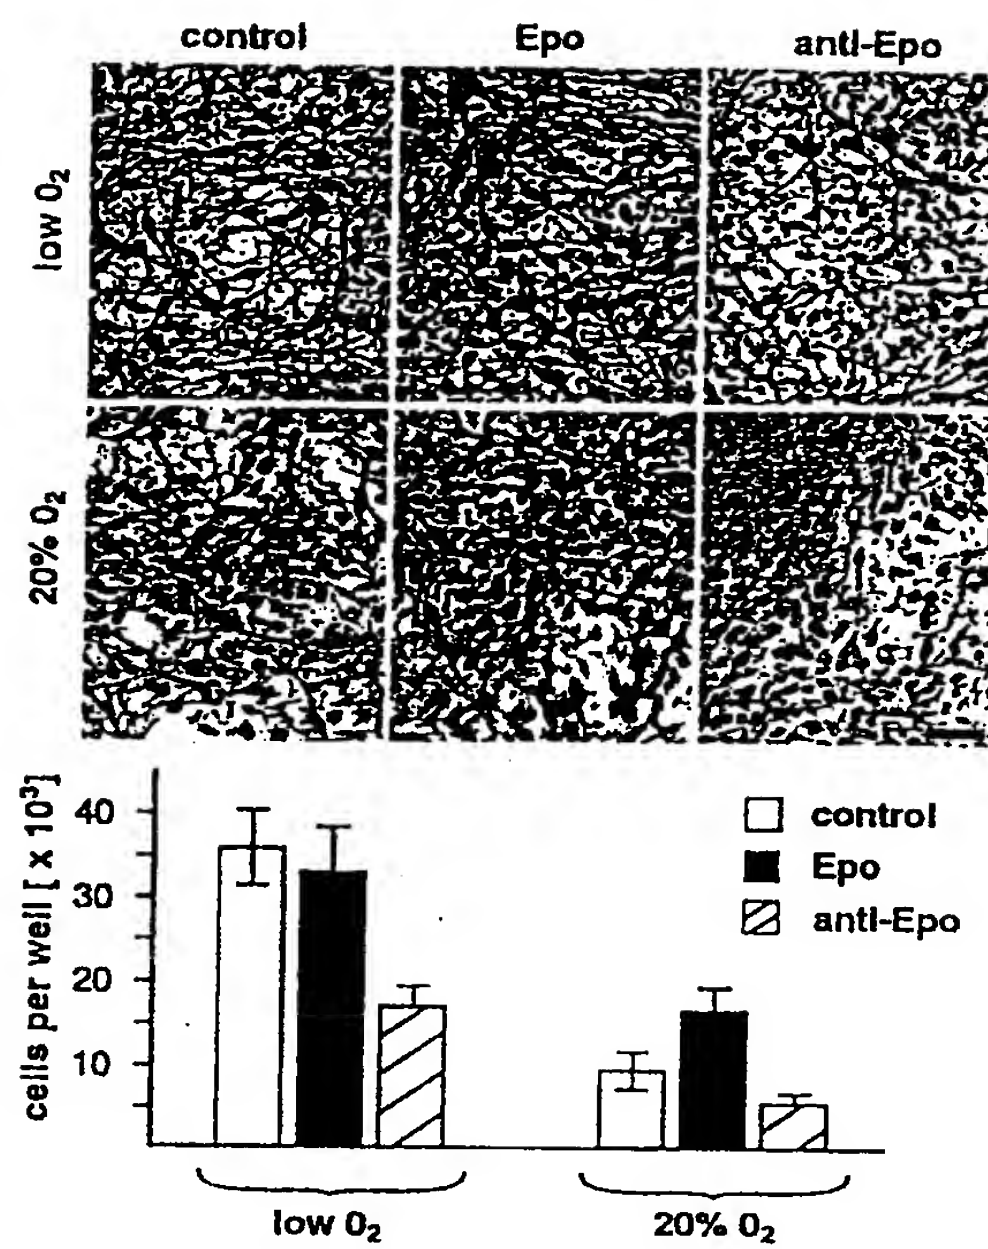 control Epo anti-Epo
low O₂
20% O₂
cells per well [ x 10³]
40
30
20
10
control
Epo
anti-Epo
low O₂ 20% O₂